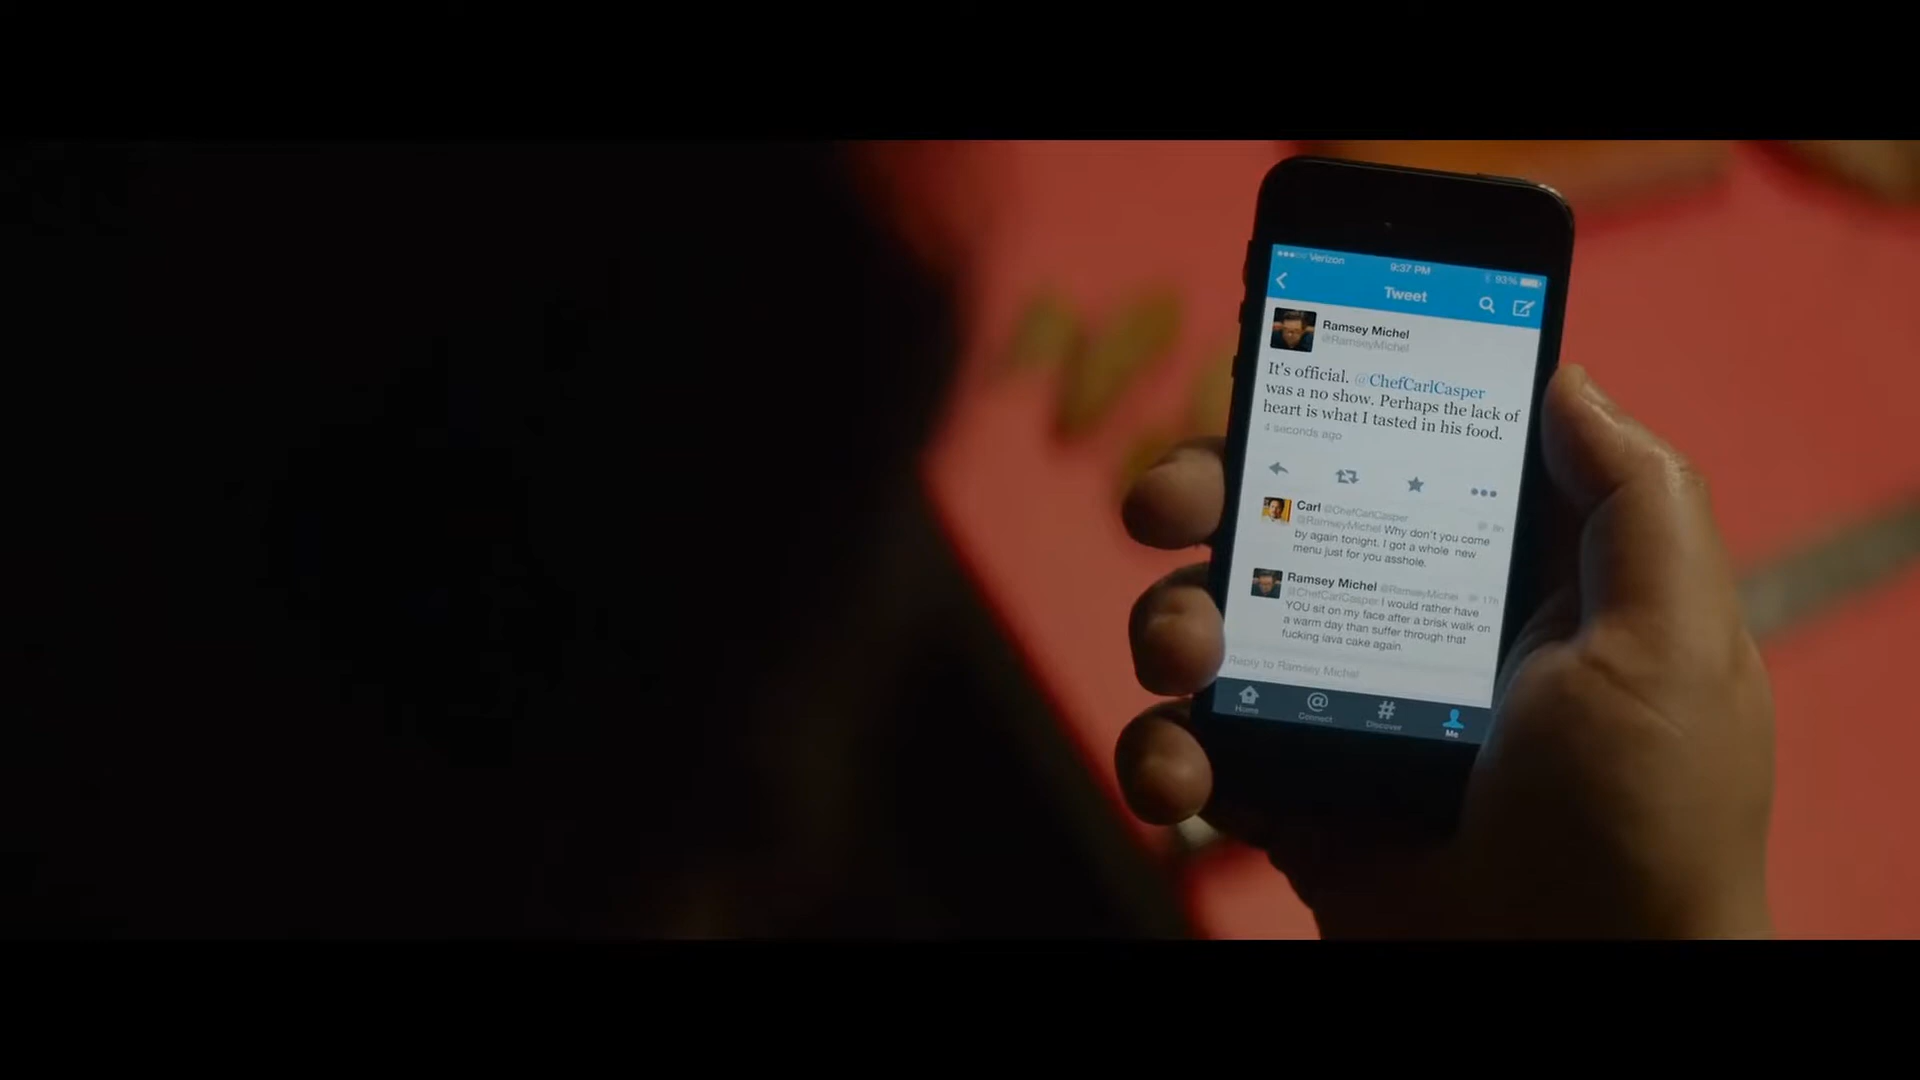 Verizon 9:37 PM 93%
Tweet
Ramsey Michel
@RamseyMichel
It's official. @ChefCarlCasper
was a no show. Perhaps the lack of
heart is what I tasted in his food.
4 seconds ago
Carl @ChefCarlCasper
@RamseyMichel Why don't you come
by again tonight. I got a whole new
menu just for you asshole.
Ramsey Michel @RamseyMichel 17h
@ChefCarlCasper I would rather have
YOU sit on my face after a brisk walk on
a warm day than suffer through that
fucking lava cake again.
Reply to Ramsey Michel
Home Connect Discover Me